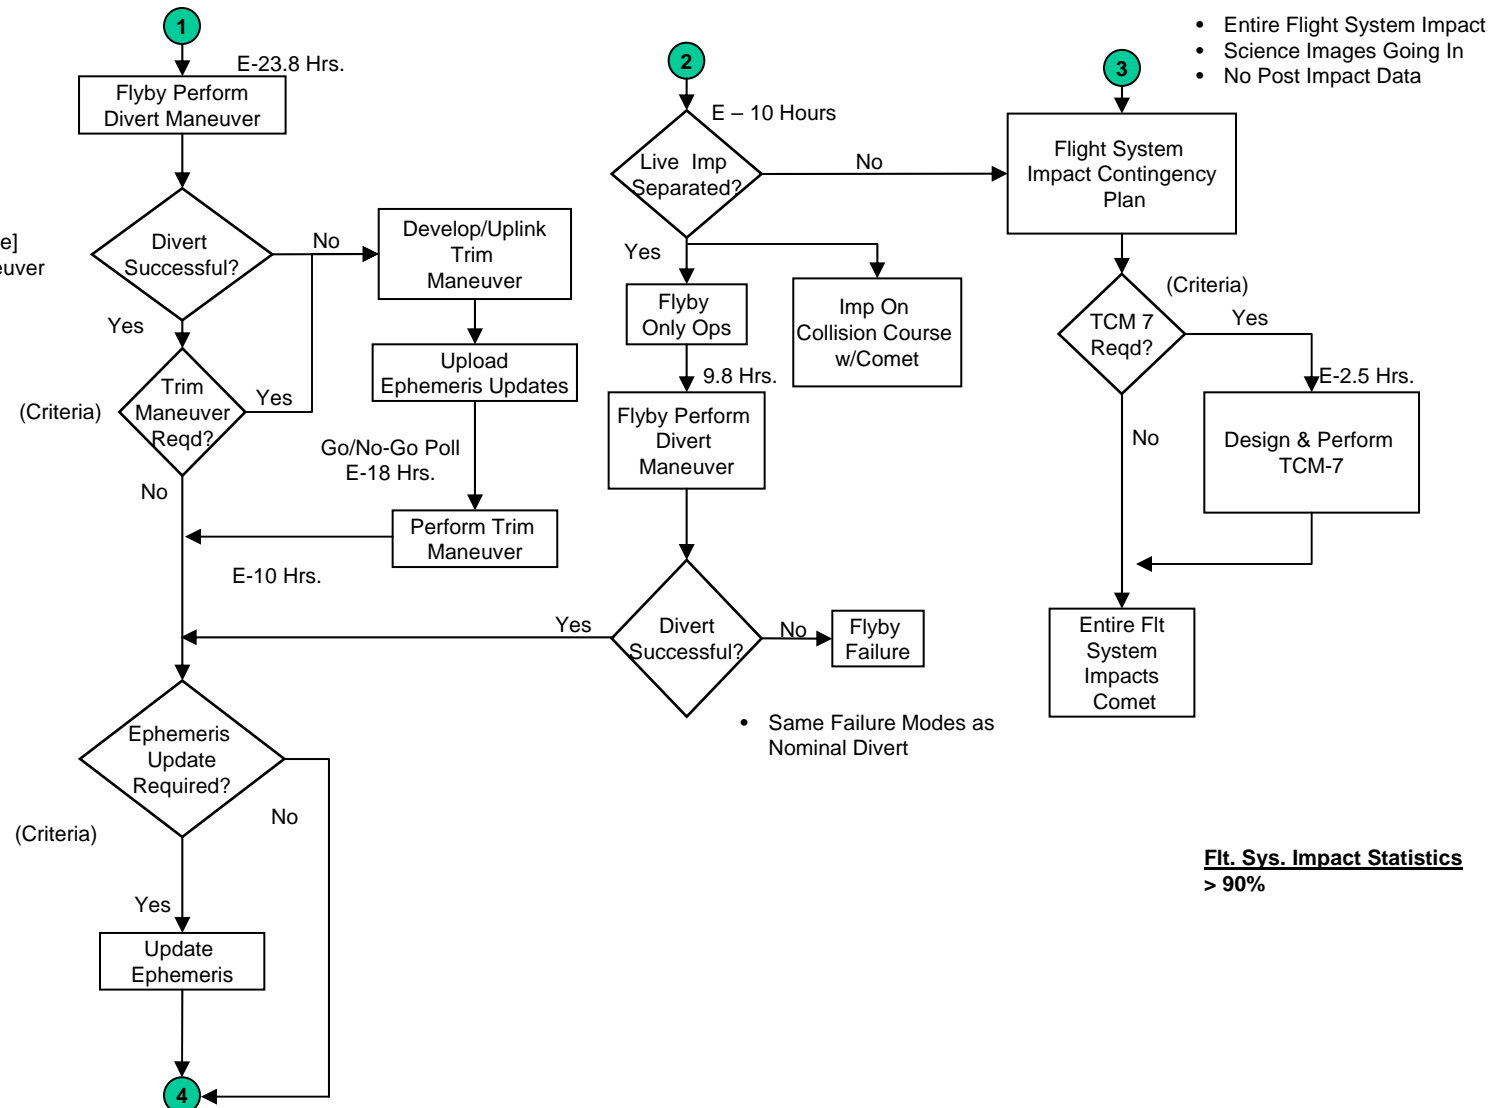 1
E-23.8 Hrs.
Flyby Perform
Divert Maneuver
e]
euver
Divert
Successful?
No
Yes
Develop/Uplink
Trim
Maneuver
(Criteria)
Trim
Maneuver
Reqd?
Yes
No
Upload
Ephemeris Updates
Go/No-Go Poll
E-18 Hrs.
Perform Trim
Maneuver
E-10 Hrs.
Ephemeris
Update
Required?
No
(Criteria)
Yes
Update
Ephemeris
4
2
E – 10 Hours
Live Imp
Separated?
No
Yes
Flyby
Only Ops
Imp On
Collision Course
w/Comet
9.8 Hrs.
Flyby Perform
Divert
Maneuver
Yes
Divert
Successful?
No
Flyby
Failure
• Same Failure Modes as
Nominal Divert
• Entire Flight System Impact
• Science Images Going In
• No Post Impact Data
3
Flight System
Impact Contingency
Plan
(Criteria)
TCM 7
Reqd?
Yes
E-2.5 Hrs.
No
Design & Perform
TCM-7
Entire Flt
System
Impacts
Comet
Flt. Sys. Impact Statistics
> 90%